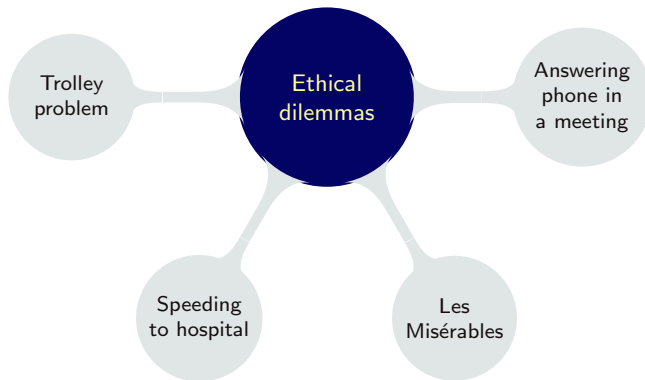 Ethical
dilemmas
Trolley
problem
Speeding
to hospital
Les
Misérables
Answering
phone in
a meeting